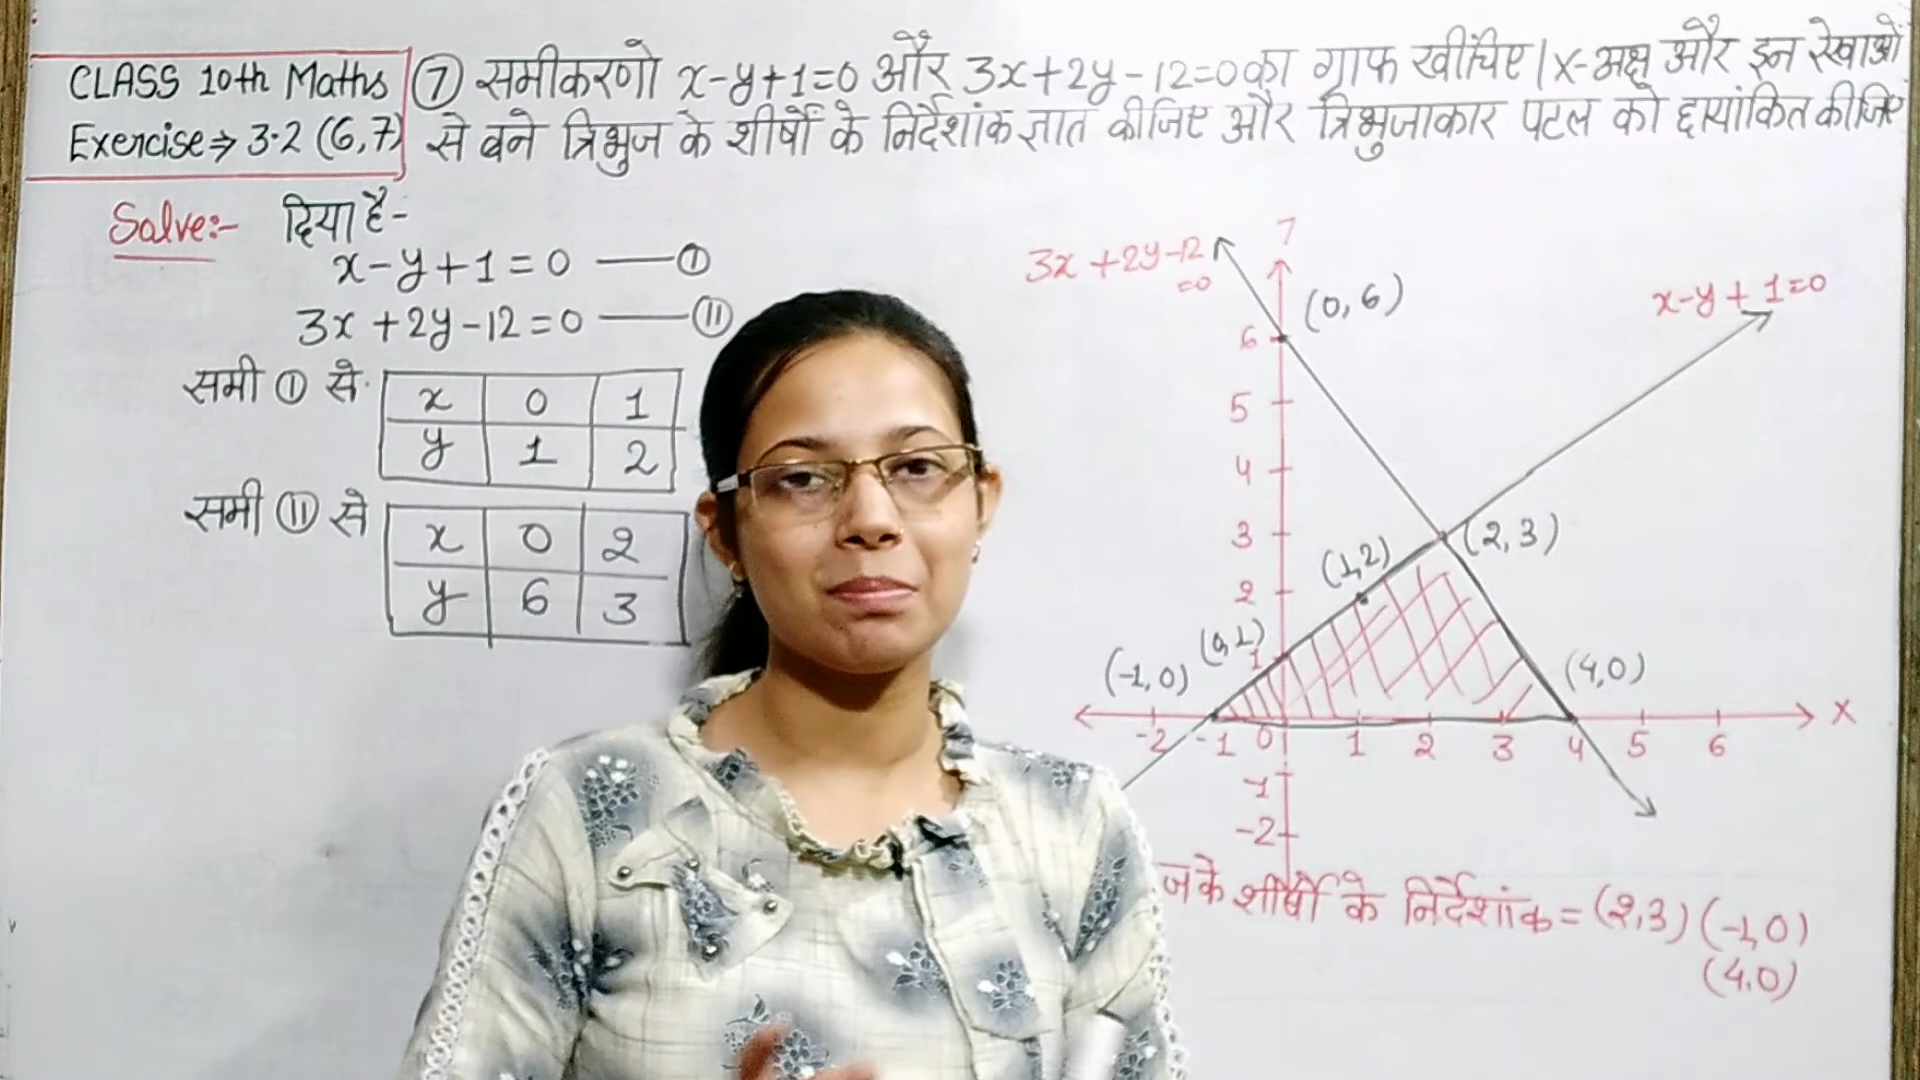 CLASS 10th Maths
Exercise⇒ 3.2 (6,7)
⑦ समीकरणो x-y+1=0 और 3x+2y-12=0 का ग्राफ खींचिए | x-अक्ष और इन रेखाओं
से बने त्रिभुज के शीर्षों के निर्देशांक ज्ञात कीजिए और त्रिभुजाकार पटल को छायांकित कीजिए
Solve:- दिया है-
x-y+1=0 —— ①
3x+2y-12=0 —— ⑪
समी ① से
x 0 1
y 1 2
समी ⑪ से
x 0 2
y 6 3
3x+2y-12
=0
7
(0,6)
x-y+1=0
6
5
4
3
(2,3)
(1,2)
2
(0,1)
1
(-1,0)
(4,0)
X
-2 -1 0 1 2 3 4 5 6
-1
-2
ज के शीर्षों के निर्देशांक = (2,3) (-1,0)
(4,0)